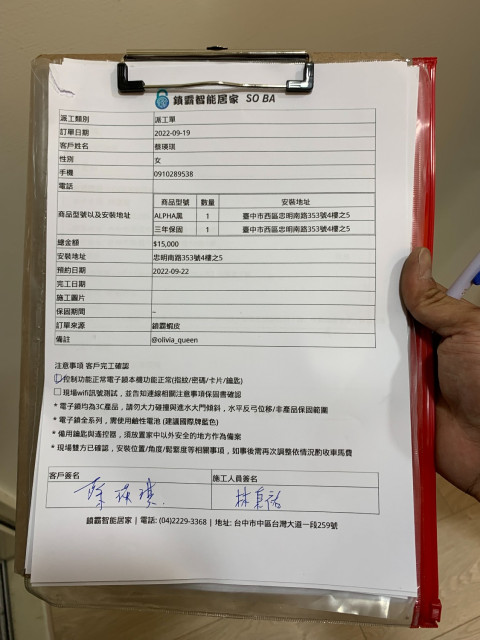 鎖霸智能居家 SO BA
派工類別 派工單
訂單日期 2022-09-19
客戶姓名 蔡瑛琪
性別 女
手機 0910289538
電話
商品型號以及安裝地址
商品型號 數量 安裝地址
ALPHA黑 1 臺中市西區忠明南路353號4樓之5
三年保固 1 臺中市西區忠明南路353號4樓之5
總金額 $15,000
安裝地址 忠明南路353號4樓之5
預約日期 2022-09-22
完工日期
施工圖片
保固期間 ~
訂單來源 鎖霸蝦皮
備註 @olivia_queen
注意事項 客戶完工確認
控制功能正常電子鎖本機功能正常(指紋/密碼/卡片/鑰匙)
現場wifi訊號測試，並告知連線相關注意事項保固書確認
* 電子鎖均為3C產品，請勿大力碰撞與進水大門傾斜，水平反弓位移/非產品保固範圍
* 電子鎖全系列，需使用鹼性電池 (建議國際牌藍色)
* 備用鑰匙與遙控器，須放置家中以外安全的地方作為備案
* 現場雙方已確認，安裝位置/角度/鬆緊度等相關事項，如事後需再次調整依情況酌收車馬費
客戶簽名 施工人員簽名
蔡瑛琪
鎖霸智能居家 | 電話: (04)2229-3368 | 地址: 台中市中區台灣大道一段259號